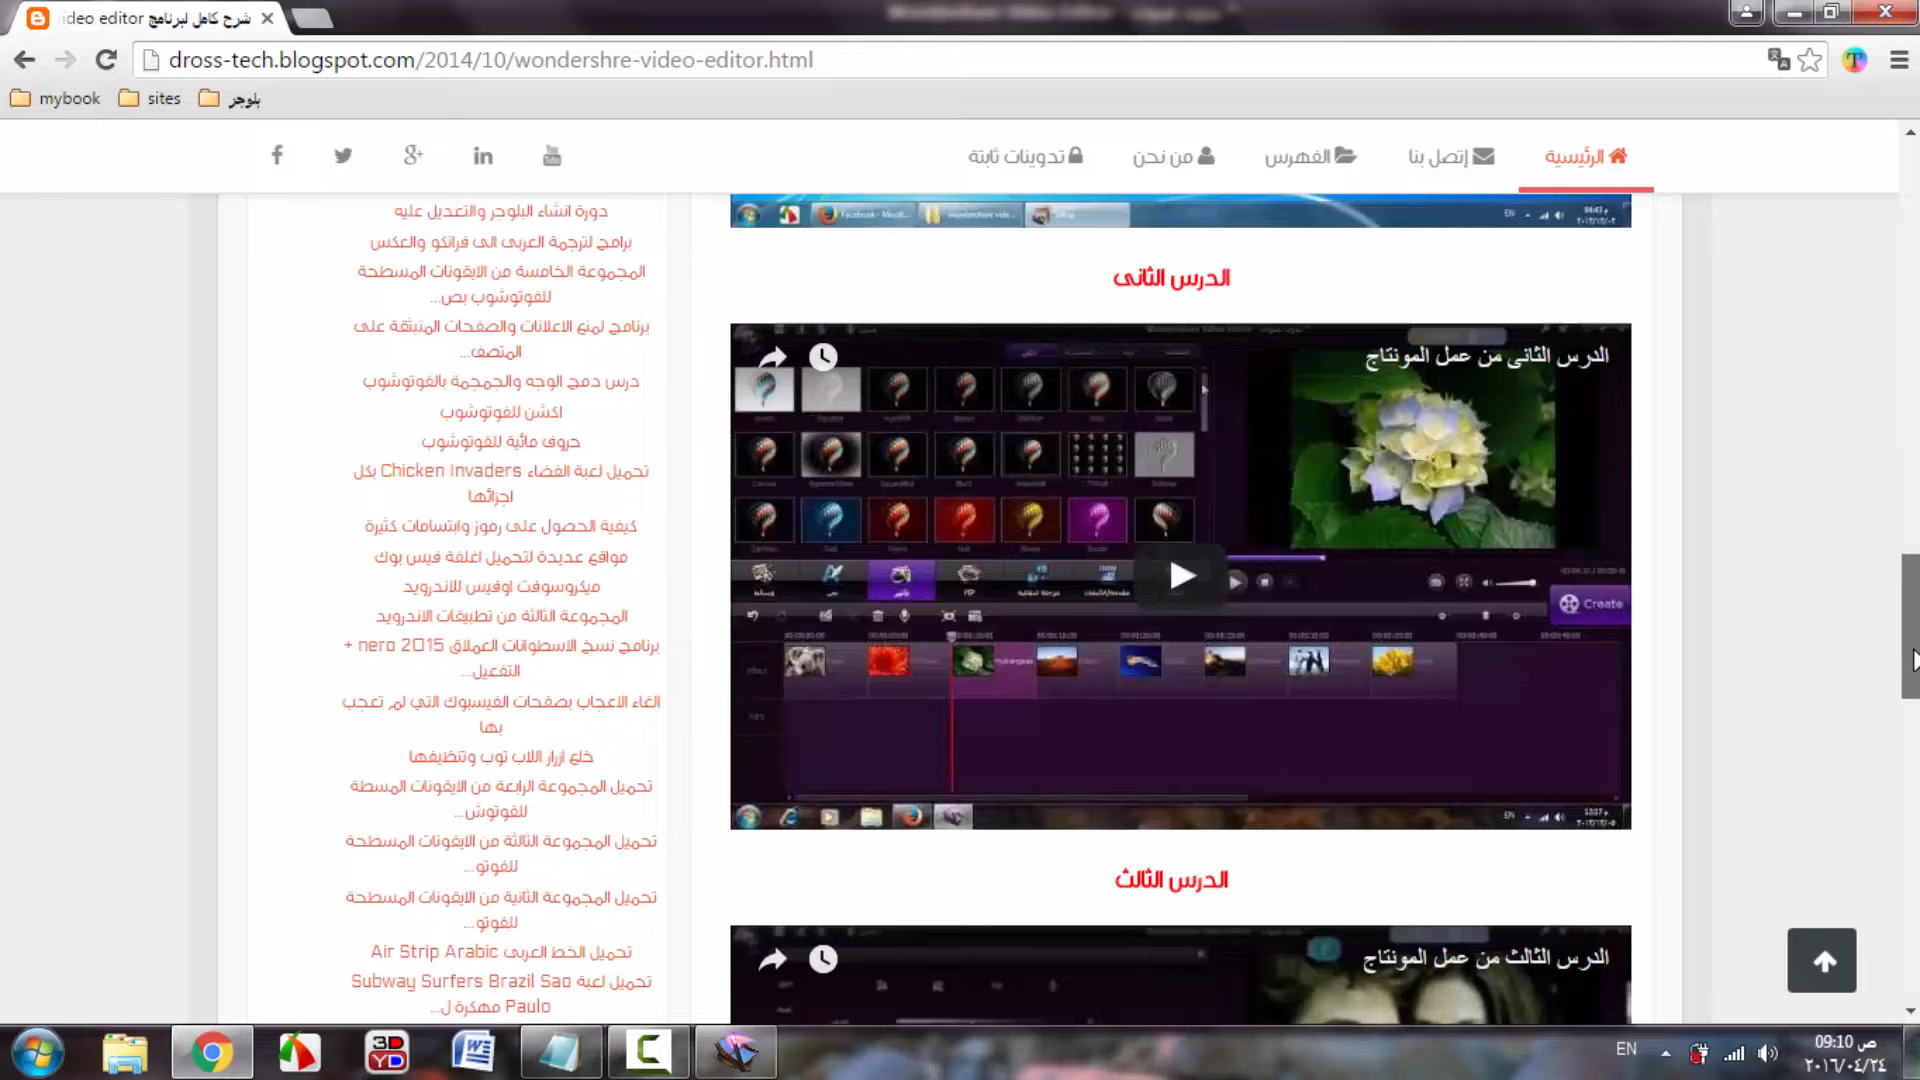 شرح كامل لبرنامج video editor
dross-tech.blogspot.com/2014/10/wondershre-video-editor.html
mybook
sites
بلوجر
الرئيسية
إتصل بنا
الفهرس
من نحن
تدوينات ثابتة
دورة انشاء البلوجر والتعديل عليه
برامج لترجمة العربى الى فرانكو والعكس
المجموعة الخامسة من الايقونات المسطحة
للفوتوشوب بص...
برنامج لمنع الاعلانات والصفحات المنبثقة على
المتصف...
درس دمج الوجه والجمجمة بالفوتوشوب
اكشن للفوتوشوب
حروف مائية للفوتوشوب
تحميل لعبة الفضاء Chicken Invaders بكل
اجزائها
كيفية الحصول على رموز وابتسامات كثيرة
مواقع عديدة لتحميل اغلفة فيس بوك
ميكروسوفت اوفيس للاندرويد
المجموعة الثالثة من تطبيقات الاندرويد
برنامج نسخ الاسطوانات العملاق nero 2015 +
التفعيل...
الغاء الاعجاب بصفحات الفيسبوك التي لم تعجب
بها
خلع ازرار اللاب توب وتنظيفها
تحميل المجموعة الرابعة من الايقونات المسطة
للفوتوش...
تحميل المجموعة الثالثة من الايقونات المسطحة
للفوتو...
تحميل المجموعة الثانية من الايقونات المسطحة
للفوتو...
تحميل الخط العربى Air Strip Arabic
تحميل لعبة Subway Surfers Brazil Sao
Paulo مهكرة ل...
الدرس الثانى
الدرس الثانى من عمل المونتاج
Create
الدرس الثالث
الدرس الثالث من عمل المونتاج
EN
09:10 ص
٢٠١٦/٠٤/٢٤